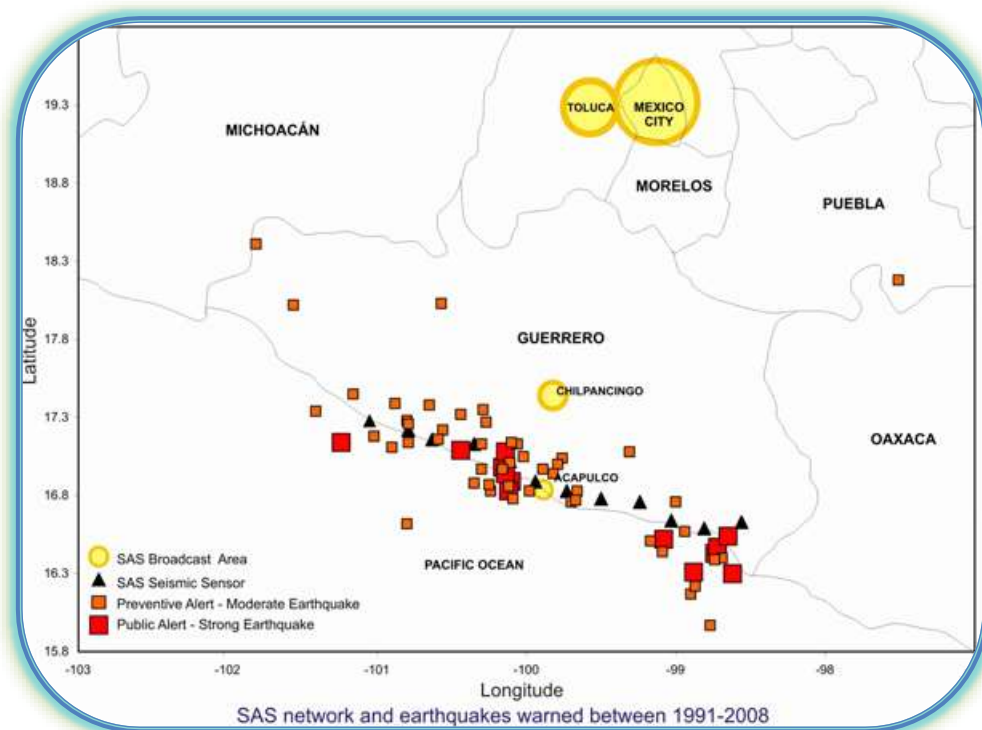 19.3
18.8
18.3
17.8
17.3
16.8
16.3
15.8
Latitude
MICHOACÁN
TOLUCA
MEXICO
CITY
MORELOS
PUEBLA
GUERRERO
CHILPANCINGO
OAXACA
ACAPULCO
PACIFIC OCEAN
SAS Broadcast Area
SAS Seismic Sensor
Preventive Alert - Moderate Earthquake
Public Alert - Strong Earthquake
-103 -102 -101 -100 -99 -98
Longitude
SAS network and earthquakes warned between 1991-2008